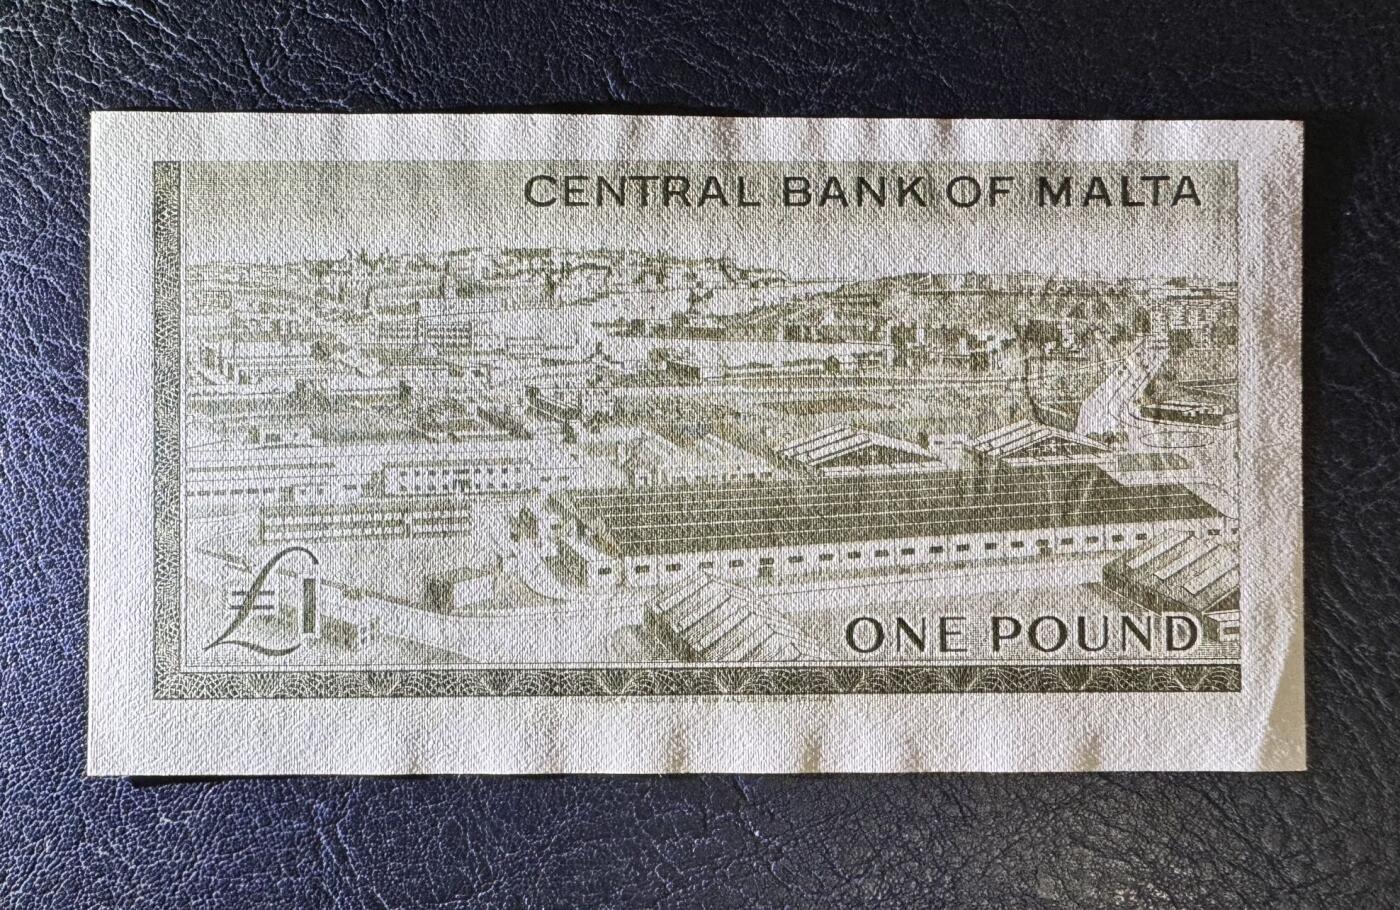 CENTRAL BANK OF MALTA
£1
ONE POUND